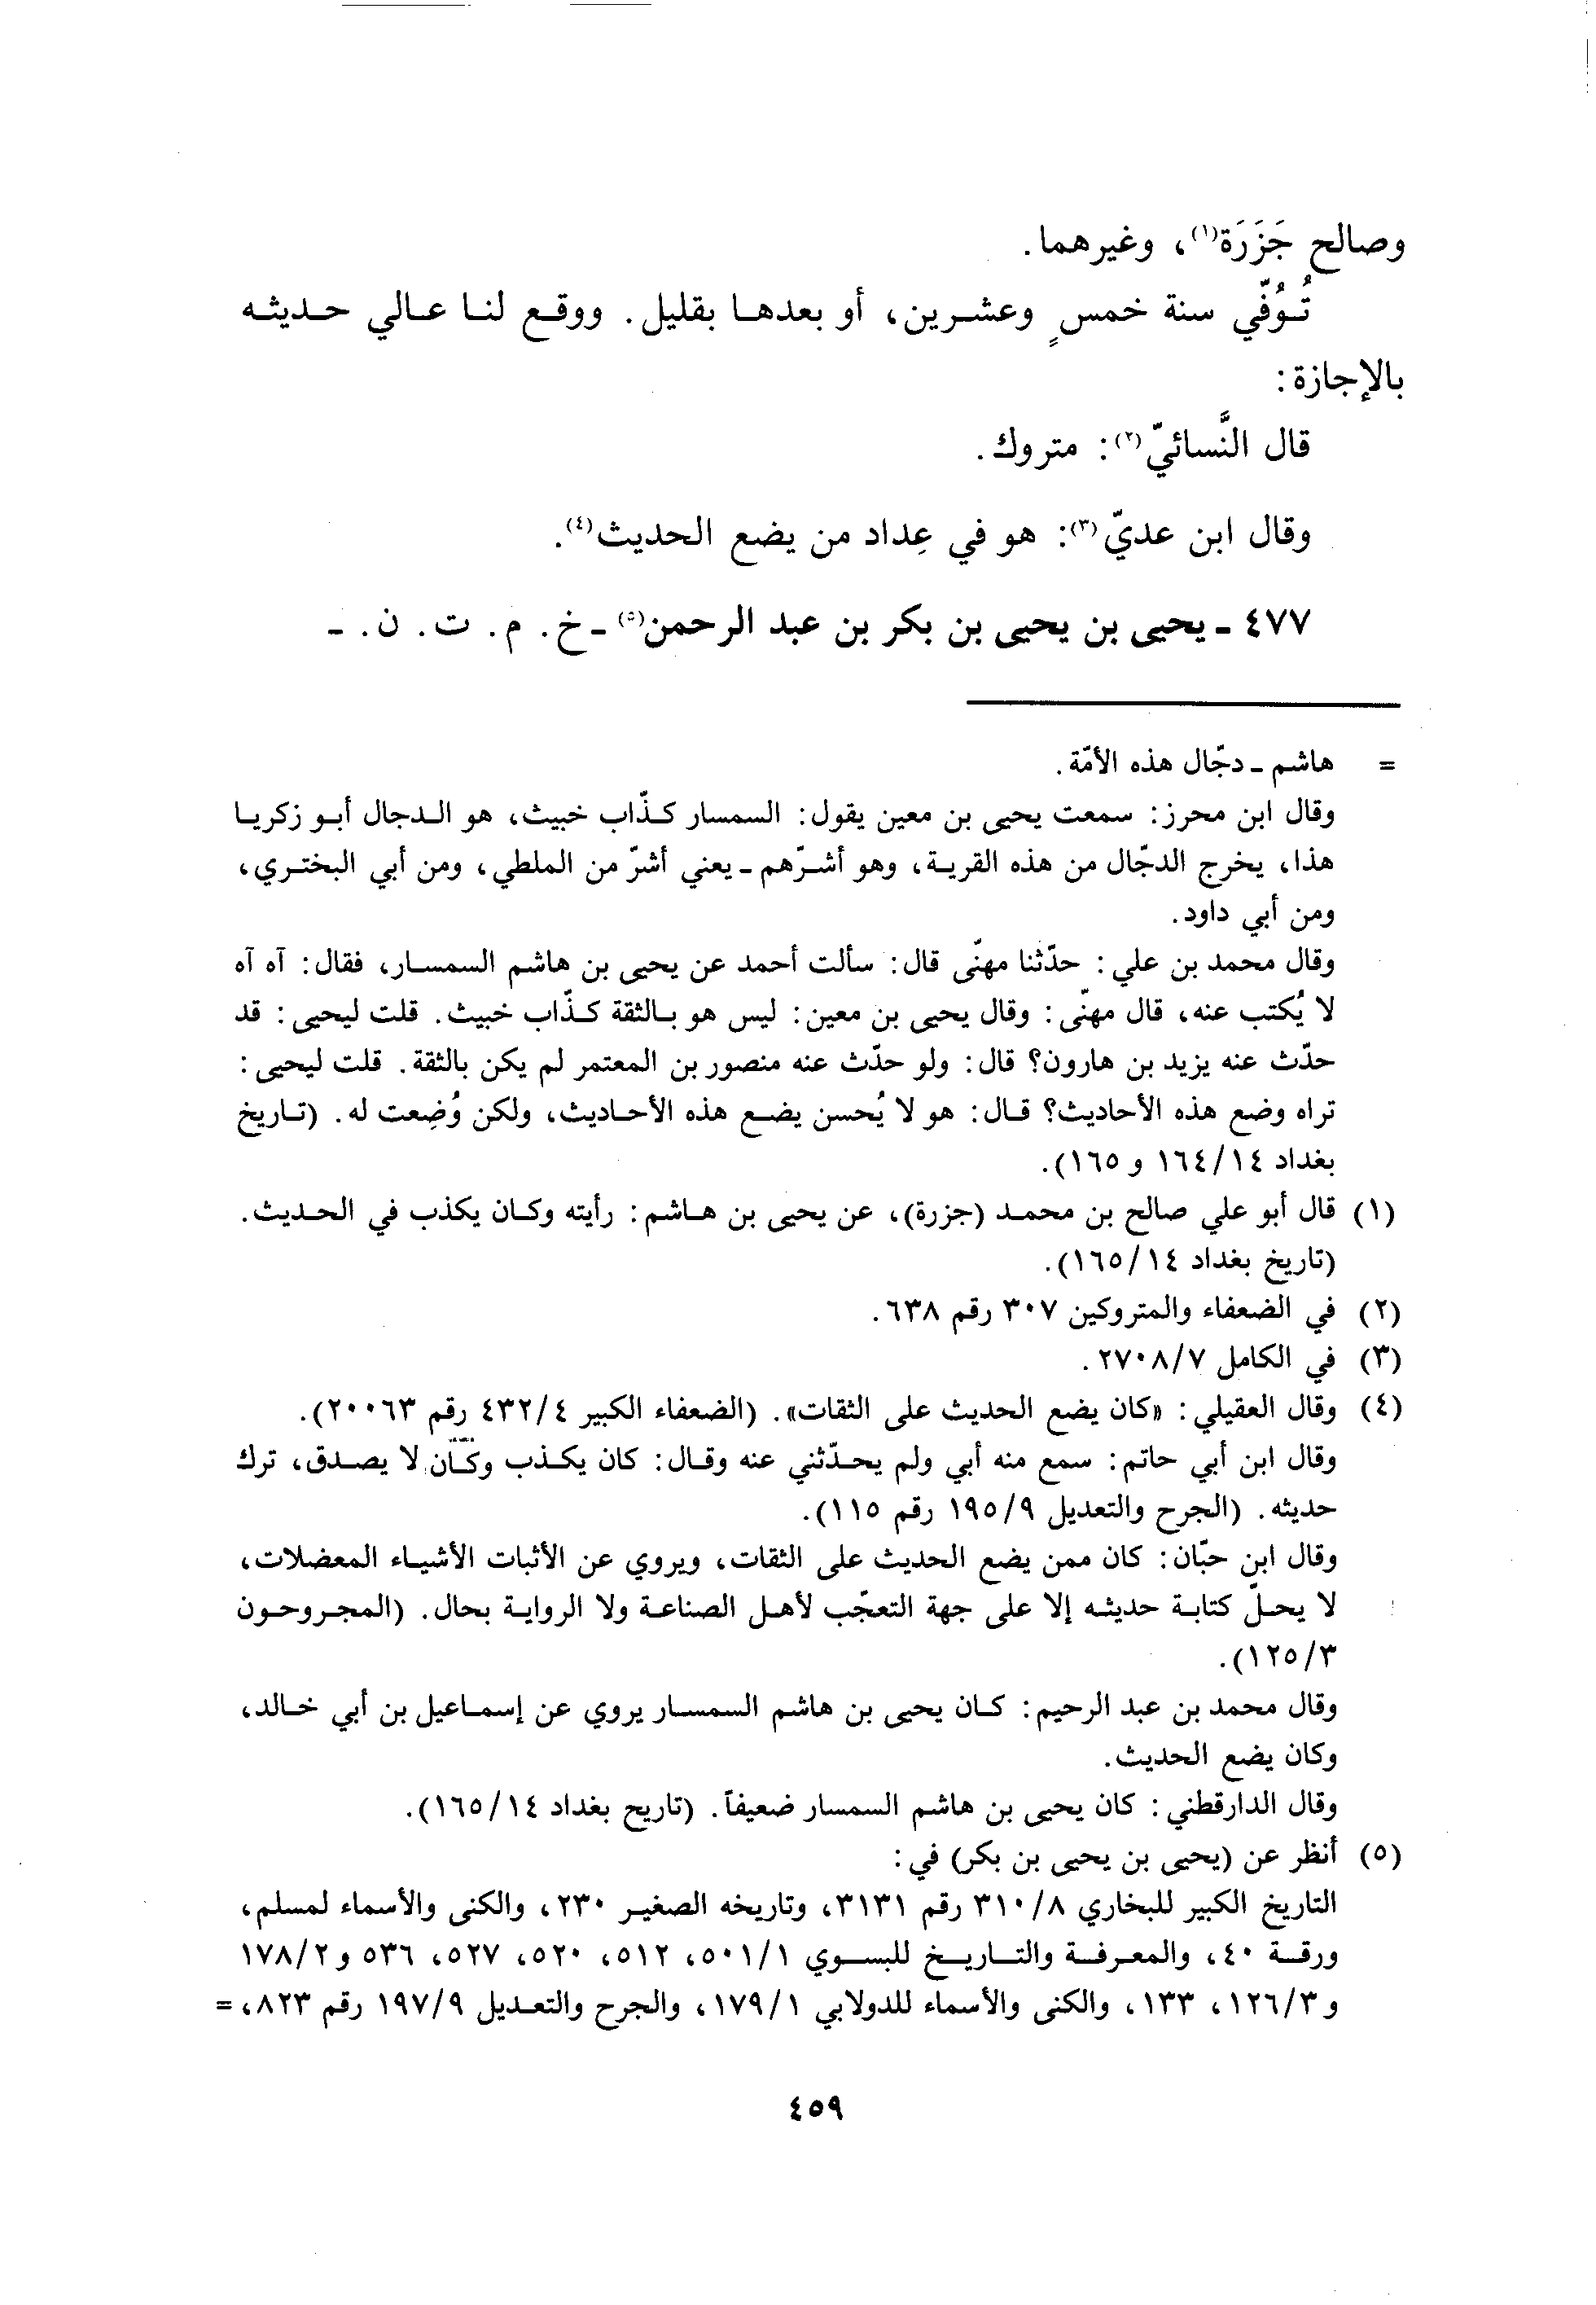 وصالح جَزَرَة(١)، وغيرهما.
تُوُفّي سنة خمسٍ وعشرين، أو بعدها بقليل. ووقع لنا عالي حديثه
بالإجازة:
قال النَّسائيّ(٢): متروك.
وقال ابن عديّ(٣): هو في عِداد من يضع الحديث(٤).
٤٧٧ - يحيى بن يحيى بن بكر بن عبد الرحمن(٥) - خ. م. ت. ن. -
= هاشم - دجّال هذه الأمّة.
وقال ابن محرز: سمعت يحيى بن معين يقول: السمسار كذّاب خبيث، هو الدجال أبو زكريا
هذا، يخرج الدجّال من هذه القرية، وهو أشرّهم - يعني أشرّ من الملطي، ومن أبي البختري،
ومن أبي داود.
وقال محمد بن علي: حدّثنا مهنّى قال: سألت أحمد عن يحيى بن هاشم السمسار، فقال: آه آه
لا يُكتب عنه، قال مهنّى: وقال يحيى بن معين: ليس هو بالثقة كذّاب خبيث. قلت ليحيى: قد
حدّث عنه يزيد بن هارون؟ قال: ولو حدّث عنه منصور بن المعتمر لم يكن بالثقة. قلت ليحيى:
تراه وضع هذه الأحاديث؟ قال: هو لا يُحسن يضع هذه الأحاديث، ولكن وُضِعت له. (تاريخ
بغداد ١٦٤/١٤ و ١٦٥).
(١) قال أبو علي صالح بن محمد (جزرة)، عن يحيى بن هاشم: رأيته وكان يكذب في الحديث.
(تاريخ بغداد ١٦٥/١٤).
(٢) في الضعفاء والمتروكين ٣٠٧ رقم ٦٣٨.
(٣) في الكامل ٢٧٠٨/٧.
(٤) وقال العقيلي: «كان يضع الحديث على الثقات». (الضعفاء الكبير ٤٣٢/٤ رقم ٢٠٠٦٣).
وقال ابن أبي حاتم: سمع منه أبي ولم يحدّثني عنه وقال: كان يكذب وكان لا يصدق، ترك
حديثه. (الجرح والتعديل ١٩٥/٩ رقم ١١٥).
وقال ابن حبّان: كان ممن يضع الحديث على الثقات، ويروي عن الأثبات الأشياء المعضلات،
لا يحلّ كتابة حديثه إلا على جهة التعجّب لأهل الصناعة ولا الرواية بحال. (المجروحون
١٢٥/٣).
وقال محمد بن عبد الرحيم: كان يحيى بن هاشم السمسار يروي عن إسماعيل بن أبي خالد،
وكان يضع الحديث.
وقال الدارقطني: كان يحيى بن هاشم السمسار ضعيفاً. (تاريخ بغداد ١٦٥/١٤).
(٥) أنظر عن (يحيى بن يحيى بن بكر) في:
التاريخ الكبير للبخاري ٣١٠/٨ رقم ٣١٣١، وتاريخه الصغير ٢٣٠، والكنى والأسماء لمسلم،
ورقة ٤٠، والمعرفة والتاريخ للبسوي ٥٠١/١، ٥١٢، ٥٢٠، ٥٢٧، ٥٣٦ و١٧٨/٢
و١٢٦/٣، ١٣٣، والكنى والأسماء للدولابي ١٧٩/١، والجرح والتعديل ١٩٧/٩ رقم ٨٢٣، =
٤٥٩